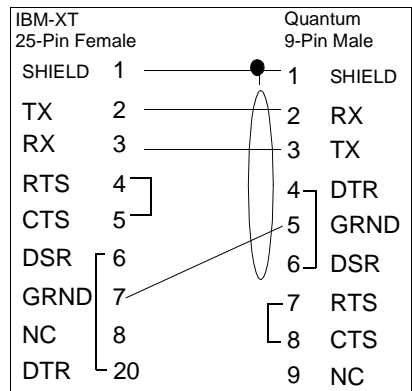 IBM-XT Quantum
25-Pin Female 9-Pin Male
SHIELD 1 1 SHIELD
TX 2 2 RX
RX 3 3 TX
RTS 4 4 DTR
CTS 5 5 GRND
DSR 6 6 DSR
GRND 7 7 RTS
NC 8 8 CTS
DTR 20 9 NC